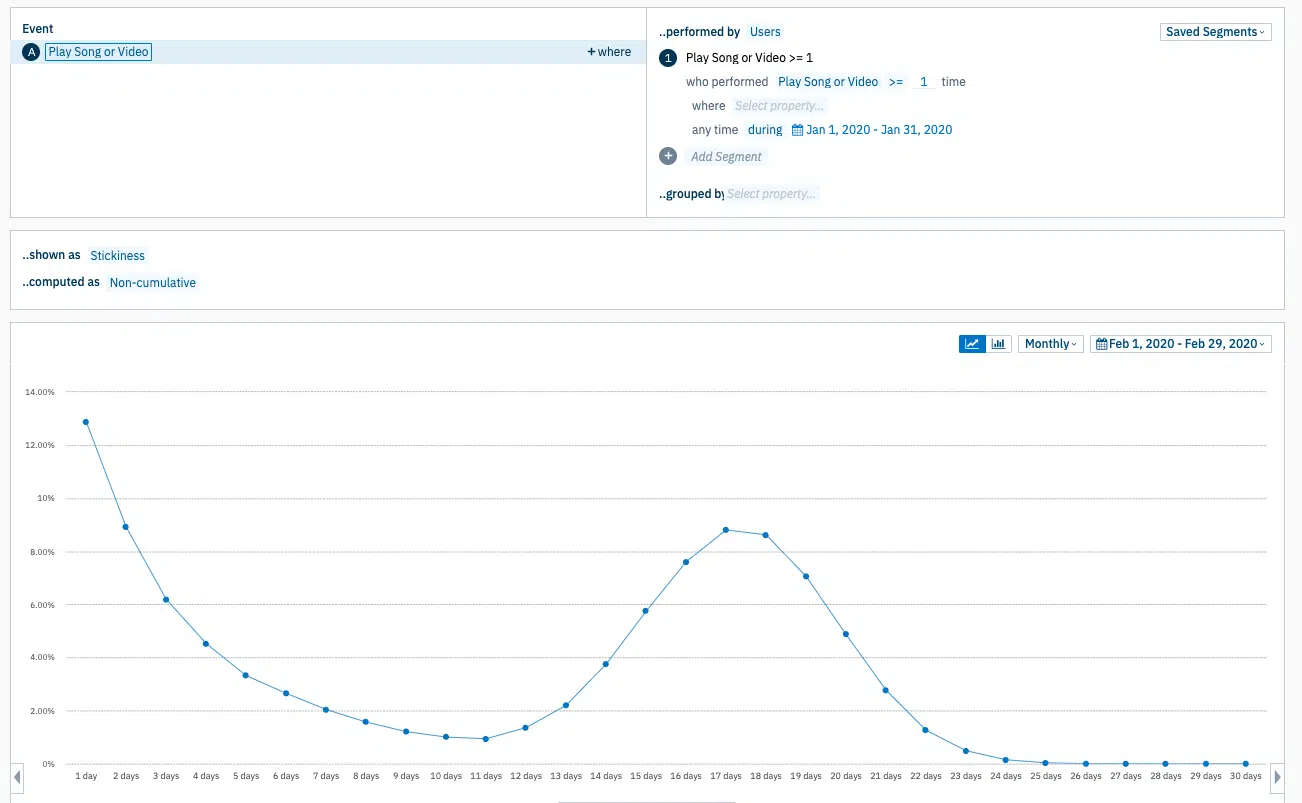 Event
A Play Song or Video + where
..performed by Users Saved Segments
1 Play Song or Video >= 1
who performed Play Song or Video >= 1 time
where Select property...
any time during Jan 1, 2020 - Jan 31, 2020
+ Add Segment
..grouped by Select property...
..shown as Stickiness
..computed as Non-cumulative
Monthly Feb 1, 2020 - Feb 29, 2020
14.00%
12.00%
10%
8.00%
6.00%
4.00%
2.00%
0%
1 day 2 days 3 days 4 days 5 days 6 days 7 days 8 days 9 days 10 days 11 days 12 days 13 days 14 days 15 days 16 days 17 days 18 days 19 days 20 days 21 days 22 days 23 days 24 days 25 days 26 days 27 days 28 days 29 days 30 days